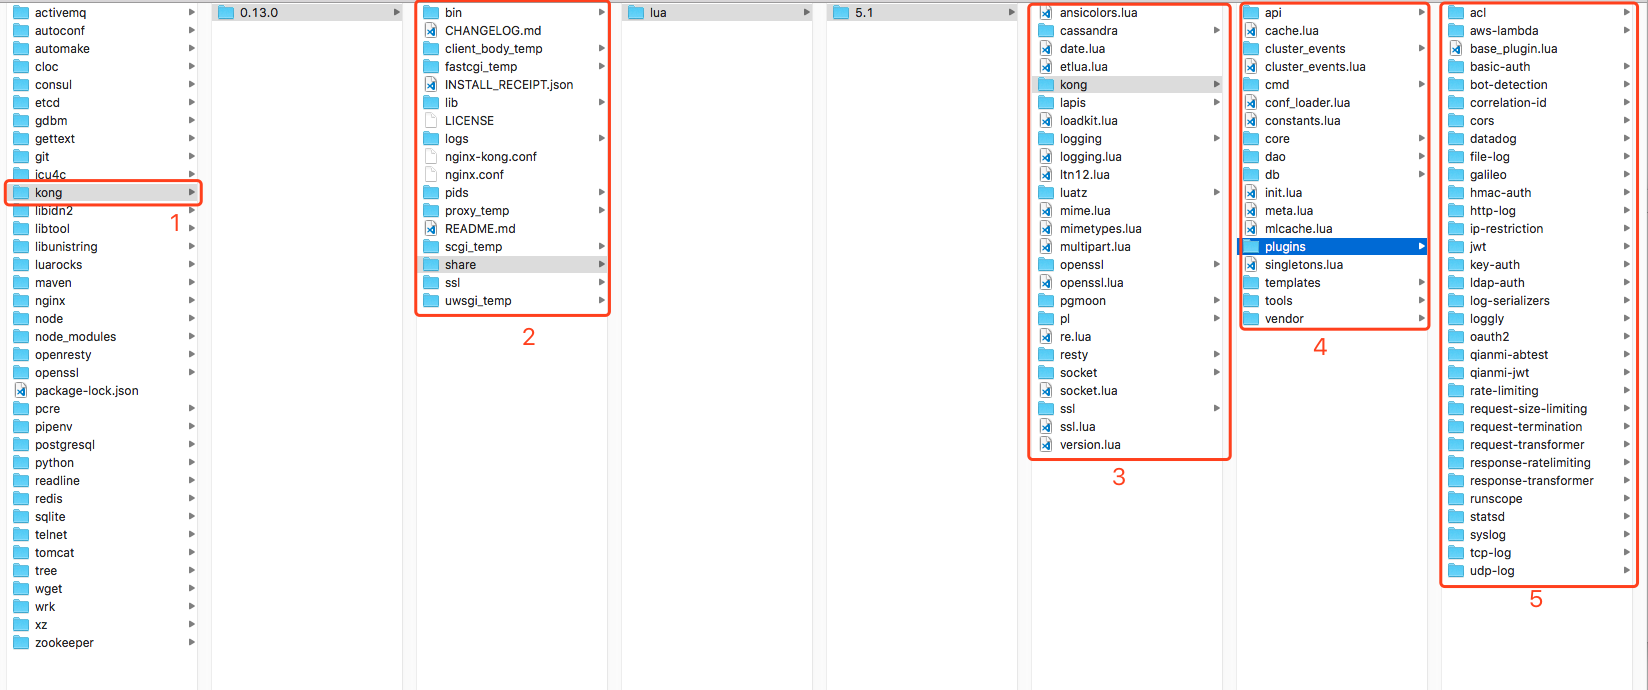 activemq
autoconf
automake
cloc
consul
etcd
gdbm
gettext
git
icu4c
kong
libidn2
libtool
libunistring
luarocks
maven
nginx
node
node_modules
openresty
openssl
package-lock.json
pcre
pipenv
postgresql
python
readline
redis
sqlite
telnet
tomcat
tree
wget
wrk
xz
zookeeper
1
0.13.0
bin
CHANGELOG.md
client_body_temp
fastcgi_temp
INSTALL_RECEIPT.json
lib
LICENSE
logs
nginx-kong.conf
nginx.conf
pids
proxy_temp
README.md
scgi_temp
share
ssl
uwsgi_temp
2
lua
5.1
ansicolors.lua
cassandra
date.lua
etlua.lua
kong
lapis
loadkit.lua
logging
logging.lua
ltn12.lua
luatz
mime.lua
mimetypes.lua
multipart.lua
openssl
openssl.lua
pgmoon
pl
re.lua
resty
socket
socket.lua
ssl
ssl.lua
version.lua
3
api
cache.lua
cluster_events
cluster_events.lua
cmd
conf_loader.lua
constants.lua
core
dao
db
init.lua
meta.lua
mlcache.lua
plugins
singletons.lua
templates
tools
vendor
4
acl
aws-lambda
base_plugin.lua
basic-auth
bot-detection
correlation-id
cors
datadog
file-log
galileo
hmac-auth
http-log
ip-restriction
jwt
key-auth
ldap-auth
log-serializers
loggly
oauth2
qianmi-abtest
qianmi-jwt
rate-limiting
request-size-limiting
request-termination
request-transformer
response-ratelimiting
response-transformer
runscope
statsd
syslog
tcp-log
udp-log
5